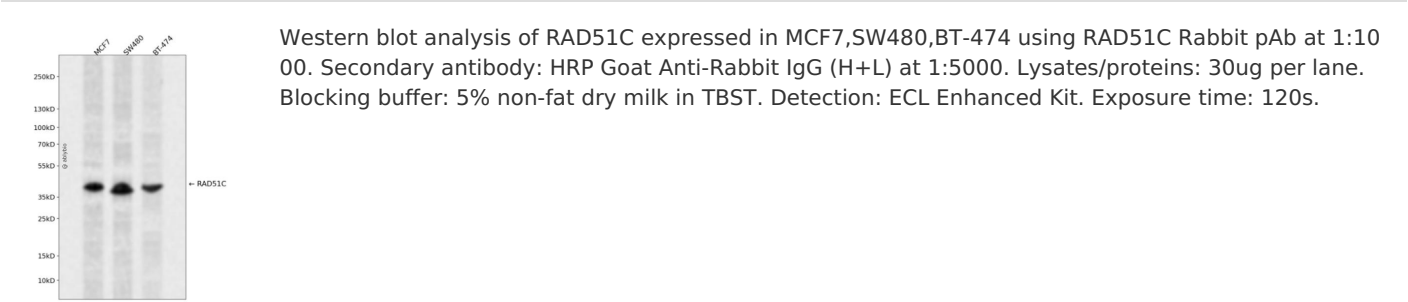 MCF7
SW480
BT-474
250kD
130kD
100kD
70kD
55kD
35kD
25kD
15kD
10kD
← RAD51C
Western blot analysis of RAD51C expressed in MCF7,SW480,BT-474 using RAD51C Rabbit pAb at 1:10
00. Secondary antibody: HRP Goat Anti-Rabbit IgG (H+L) at 1:5000. Lysates/proteins: 30ug per lane.
Blocking buffer: 5% non-fat dry milk in TBST. Detection: ECL Enhanced Kit. Exposure time: 120s.